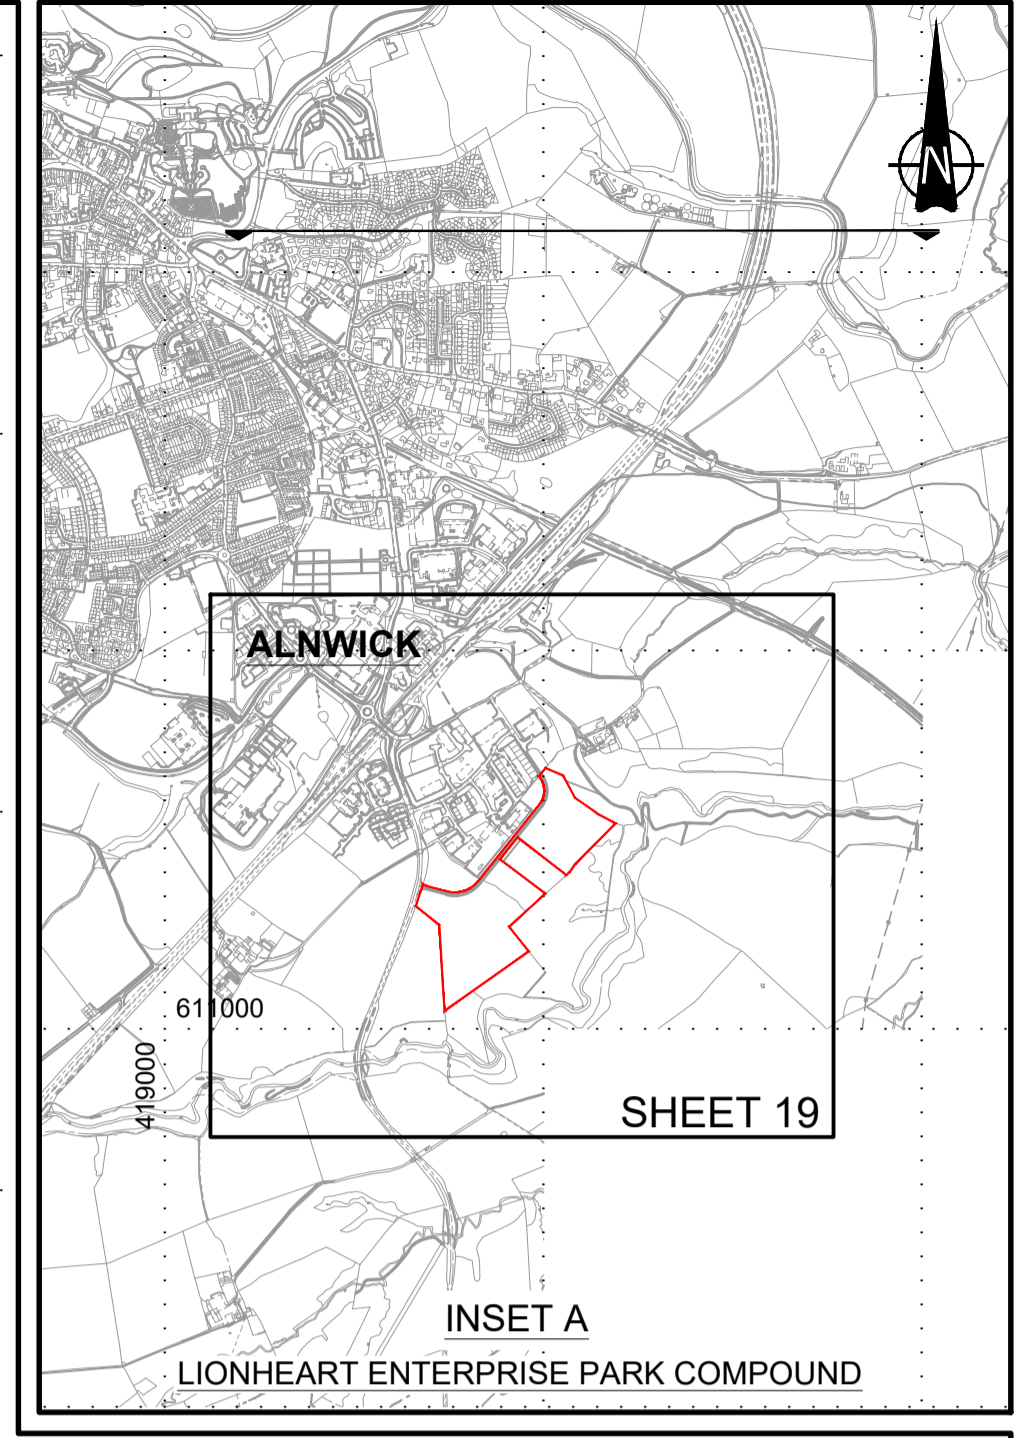 N
ALNWICK
611000
419000
SHEET 19
INSET A
LIONHEART ENTERPRISE PARK COMPOUND